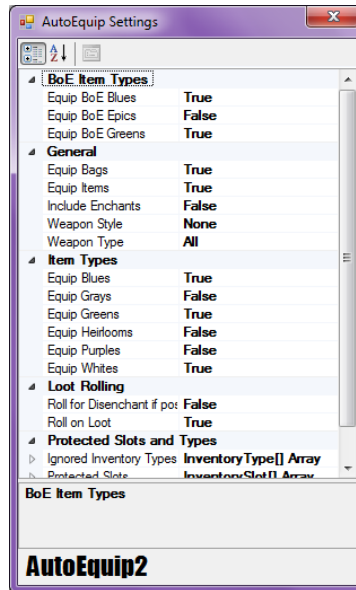 AutoEquip Settings
BoE Item Types
Equip BoE Blues True
Equip BoE Epics False
Equip BoE Greens True
General
Equip Bags True
Equip Items True
Include Enchants False
Weapon Style None
Weapon Type All
Item Types
Equip Blues True
Equip Grays False
Equip Greens True
Equip Heirlooms False
Equip Purples False
Equip Whites True
Loot Rolling
Roll for Disenchant if pos False
Roll on Loot True
Protected Slots and Types
Ignored Inventory Types InventoryType[] Array
Protected Slots InventorySlot[] Array
BoE Item Types
AutoEquip2